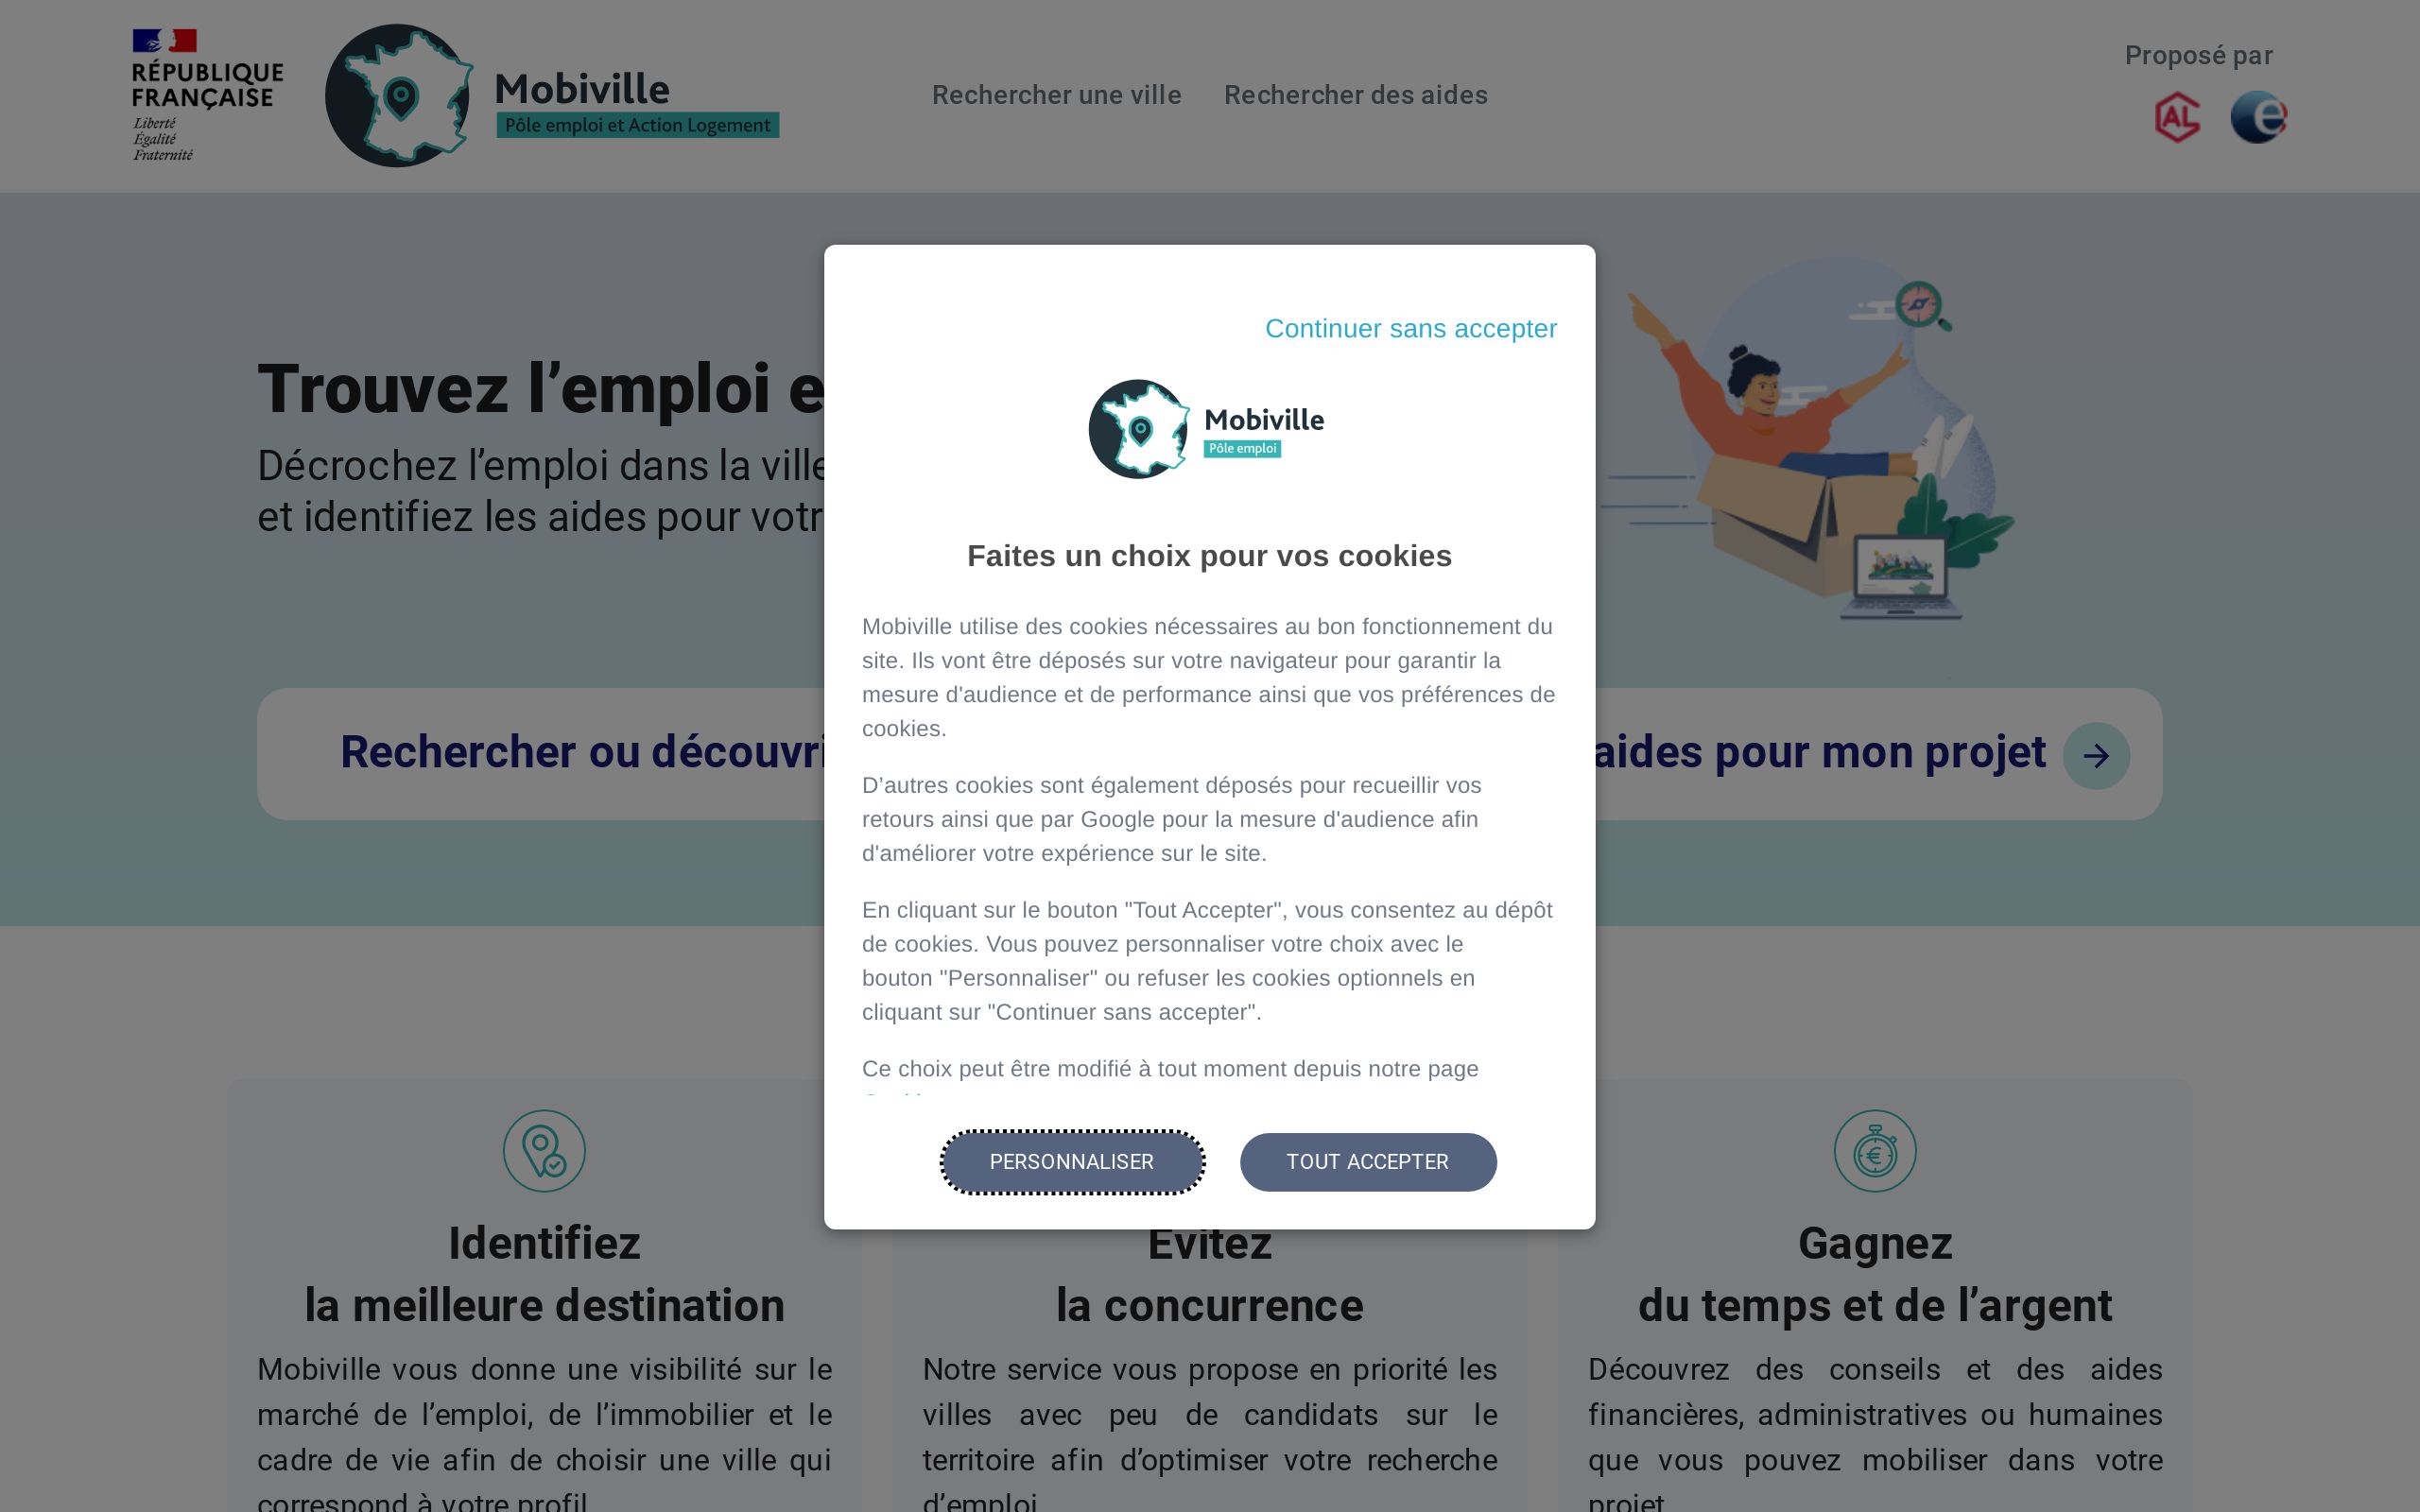 RÉPUBLIQUE
FRANÇAISE
Liberté
Égalité
Fraternité
Mobiville
Pôle emploi et Action Logement
Rechercher une ville
Rechercher des aides
Proposé par
AL
e
Trouvez l’emploi e
Décrochez l’emploi dans la ville
et identifiez les aides pour votr
Rechercher ou découvri
aides pour mon projet
Continuer sans accepter
Mobiville
Pôle emploi
Faites un choix pour vos cookies
Mobiville utilise des cookies nécessaires au bon fonctionnement du
site. Ils vont être déposés sur votre navigateur pour garantir la
mesure d'audience et de performance ainsi que vos préférences de
cookies.
D’autres cookies sont également déposés pour recueillir vos
retours ainsi que par Google pour la mesure d'audience afin
d'améliorer votre expérience sur le site.
En cliquant sur le bouton "Tout Accepter", vous consentez au dépôt
de cookies. Vous pouvez personnaliser votre choix avec le
bouton "Personnaliser" ou refuser les cookies optionnels en
cliquant sur "Continuer sans accepter".
Ce choix peut être modifié à tout moment depuis notre page
PERSONNALISER
TOUT ACCEPTER
Identifiez
la meilleure destination
Mobiville vous donne une visibilité sur le
marché de l’emploi, de l’immobilier et le
cadre de vie afin de choisir une ville qui
correspond à votre profil
Évitez
la concurrence
Notre service vous propose en priorité les
villes avec peu de candidats sur le
territoire afin d’optimiser votre recherche
d’emploi
Gagnez
du temps et de l’argent
Découvrez des conseils et des aides
financières, administratives ou humaines
que vous pouvez mobiliser dans votre
projet